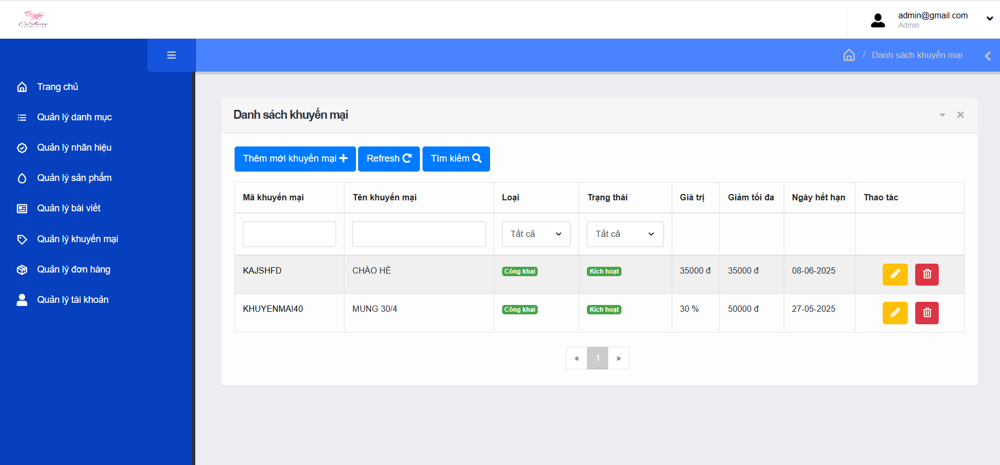 Coshine
admin@gmail.com
Admin
/ Danh sách khuyến mại
Trang chủ
Quản lý danh mục
Quản lý nhãn hiệu
Quản lý sản phẩm
Quản lý bài viết
Quản lý khuyến mại
Quản lý đơn hàng
Quản lý tài khoản
Danh sách khuyến mại
Thêm mới khuyến mại Refresh Tìm kiếm
Mã khuyến mại Tên khuyến mại Loại Trạng thái Giá trị Giảm tối đa Ngày hết hạn Thao tác
Tất cả Tất cả
KAJSHFD CHÀO HÈ Công khai Kích hoạt 35000 đ 35000 đ 08-06-2025
KHUYENMAI40 MUNG 30/4 Công khai Kích hoạt 30 % 50000 đ 27-05-2025
« 1 »